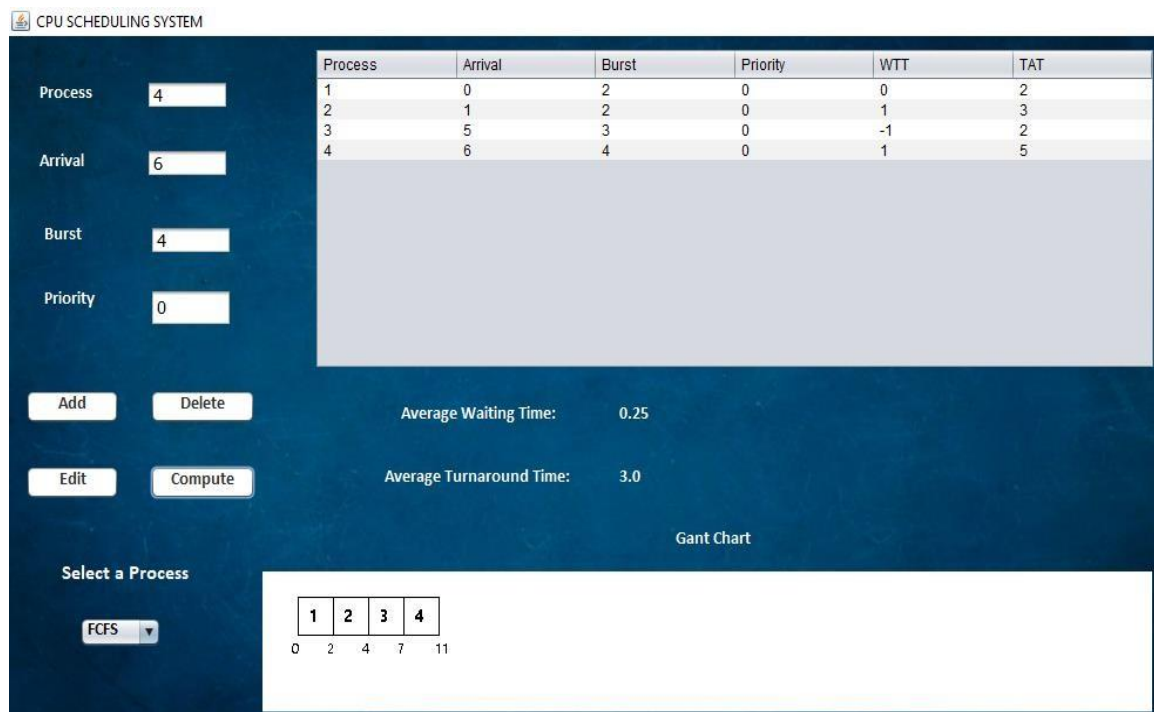 CPU SCHEDULING SYSTEM
Process 4
Arrival 6
Burst 4
Priority 0
Add Delete
Edit Compute
Select a Process
FCFS
Process Arrival Burst Priority WTT TAT
1 0 2 0 0 2
2 1 2 0 1 3
3 5 3 0 -1 2
4 6 4 0 1 5
Average Waiting Time: 0.25
Average Turnaround Time: 3.0
Gant Chart
1 2 3 4
0 2 4 7 11